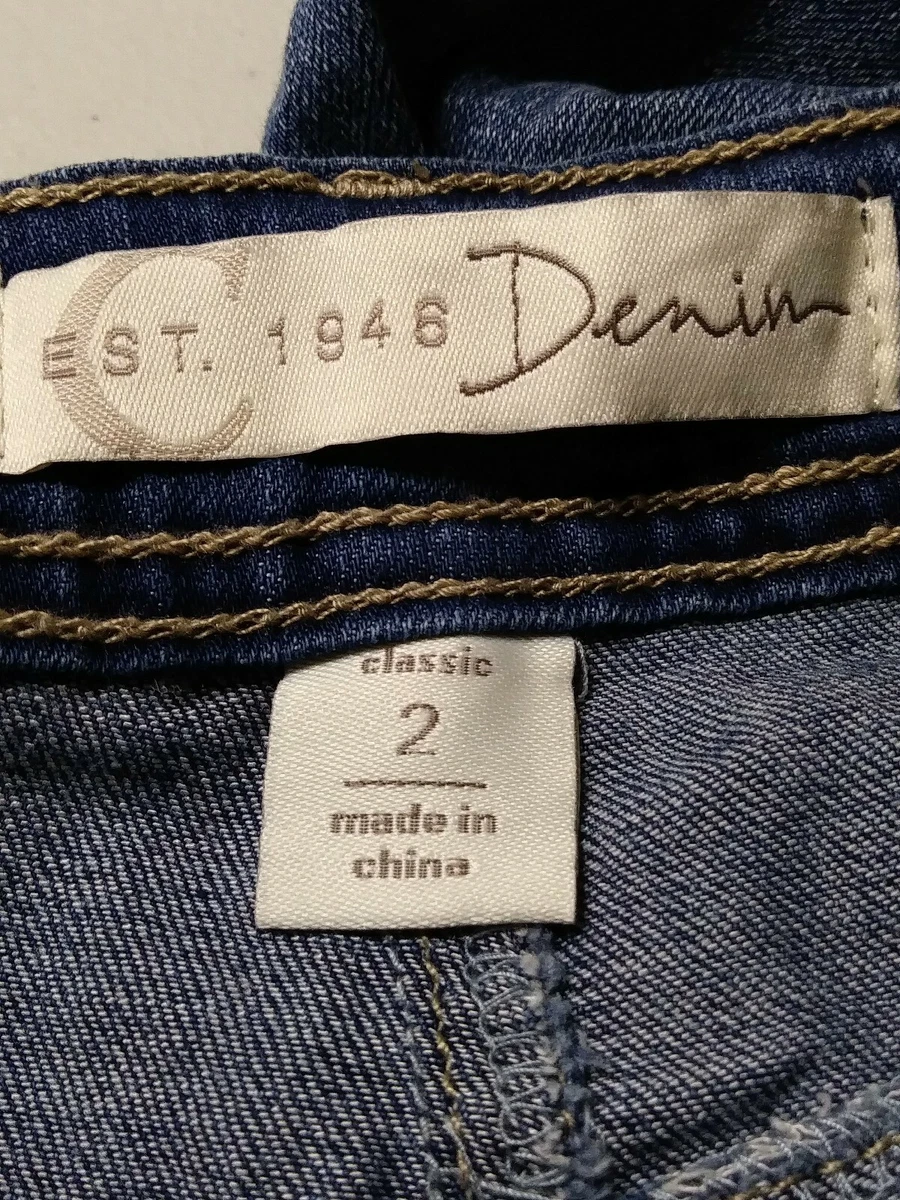 C
EST. 1946 Denim
classic
2
made in
china